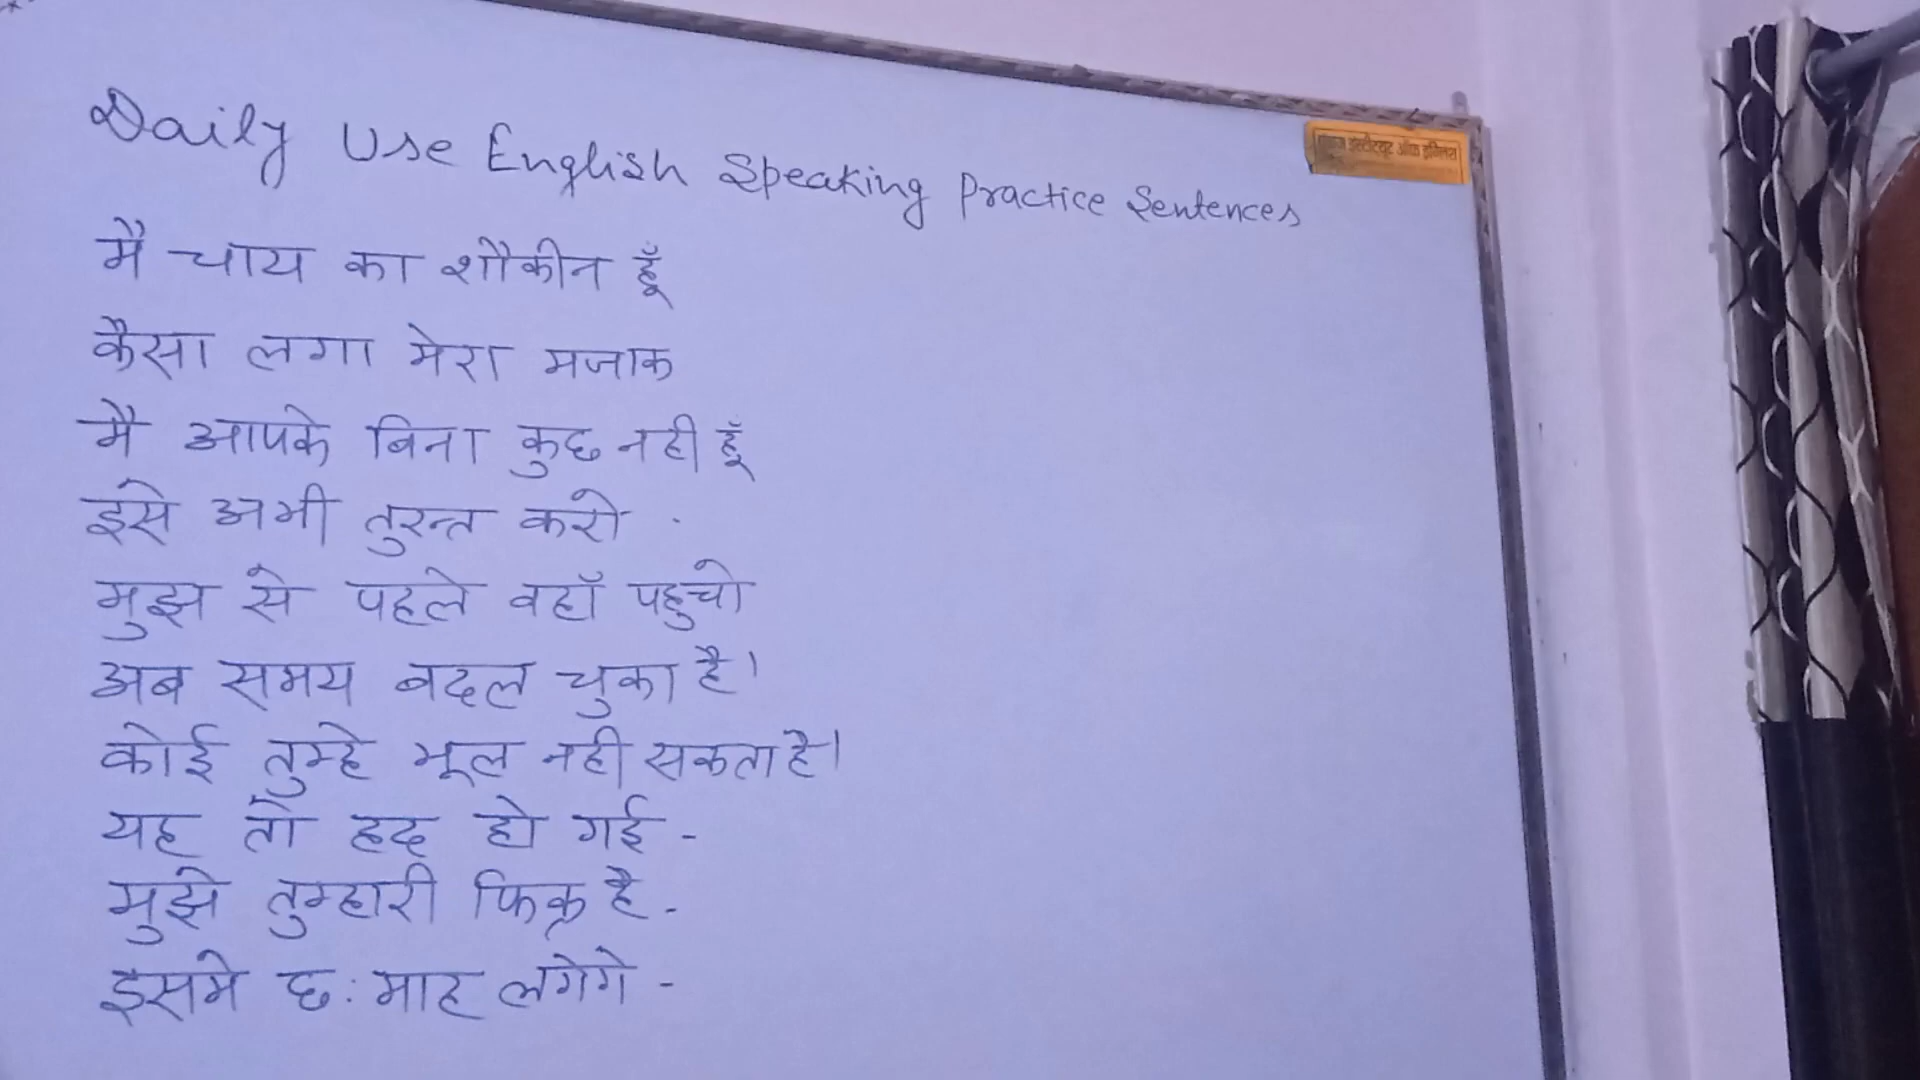 Daily Use English Speaking Practice Sentences
इंस्टीट्यूट ऑफ इंग्लिश
मै चाय का शौकीन हूँ
कैसा लगा मेरा मजाक
मै आपके बिना कुछ नही हूँ
इसे अभी तुरन्त करो .
मुझ से पहले वहाँ पहुचो
अब समय बदल चुका है।
कोई तुम्हे भूल नही सकता है।
यह तो हद हो गई -
मुझे तुम्हारी फिक्र है -
इसमे छ: माह लगेगे -